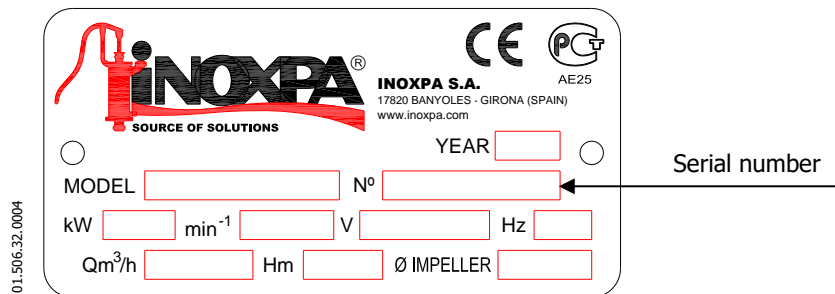 iNOXPA®
SOURCE OF SOLUTIONS
CE
PCT
AE25
INOXPA S.A.
17820 BANYOLES - GIRONA (SPAIN)
www.inoxpa.com
YEAR
MODEL Nº
Serial number
kW min-1 V Hz
Qm³/h Hm Ø IMPELLER
01.506.32.0004